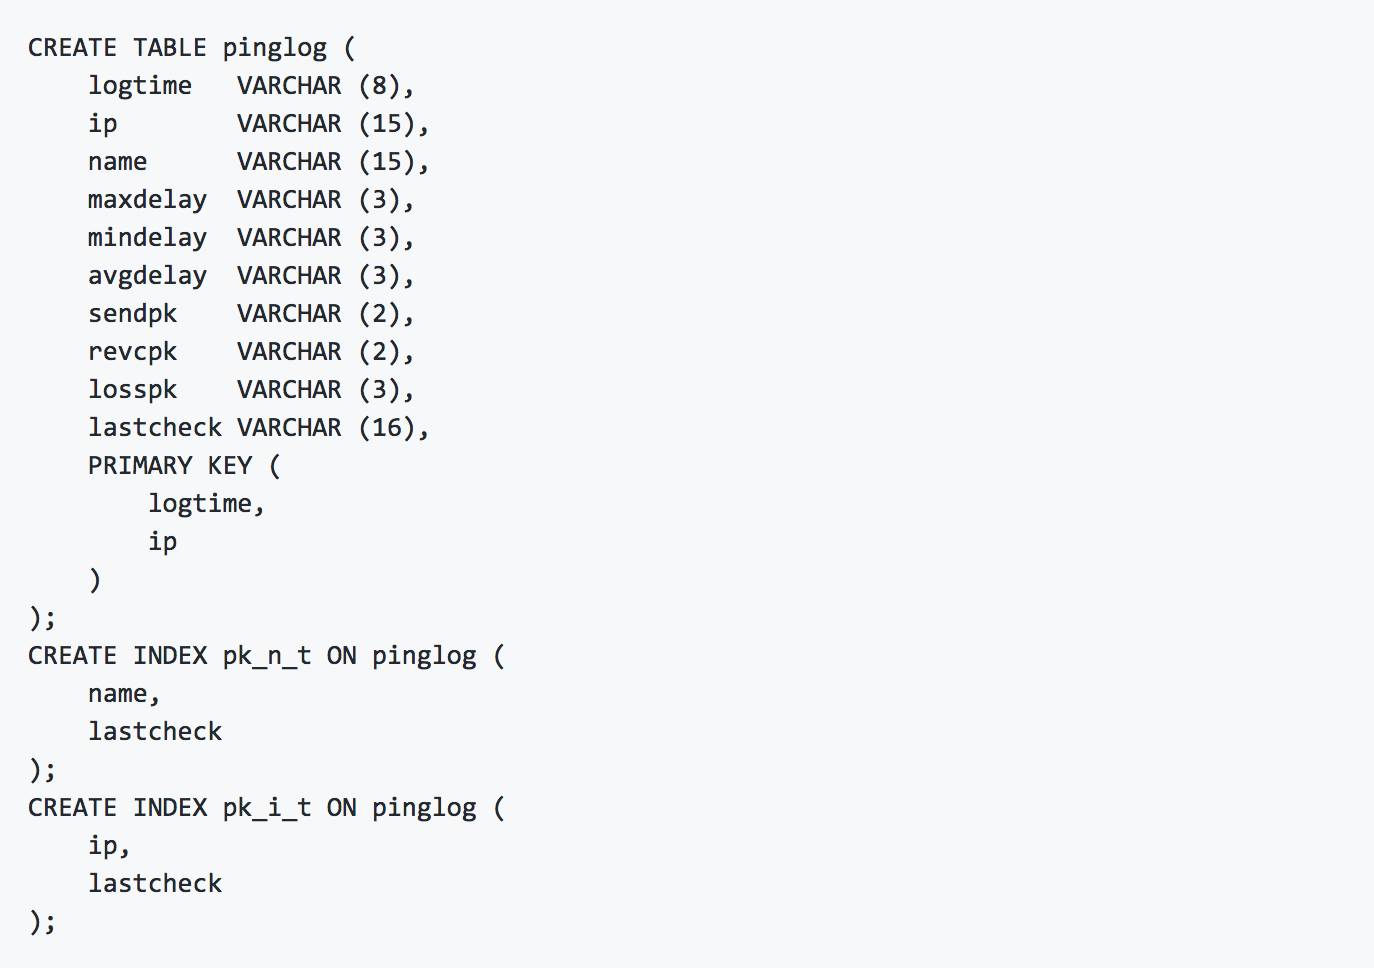 CREATE TABLE pinglog (
    logtime   VARCHAR (8),
    ip        VARCHAR (15),
    name      VARCHAR (15),
    maxdelay  VARCHAR (3),
    mindelay  VARCHAR (3),
    avgdelay  VARCHAR (3),
    sendpk    VARCHAR (2),
    revcpk    VARCHAR (2),
    losspk    VARCHAR (3),
    lastcheck VARCHAR (16),
    PRIMARY KEY (
        logtime,
        ip
    )
);
CREATE INDEX pk_n_t ON pinglog (
    name,
    lastcheck
);
CREATE INDEX pk_i_t ON pinglog (
    ip,
    lastcheck
);